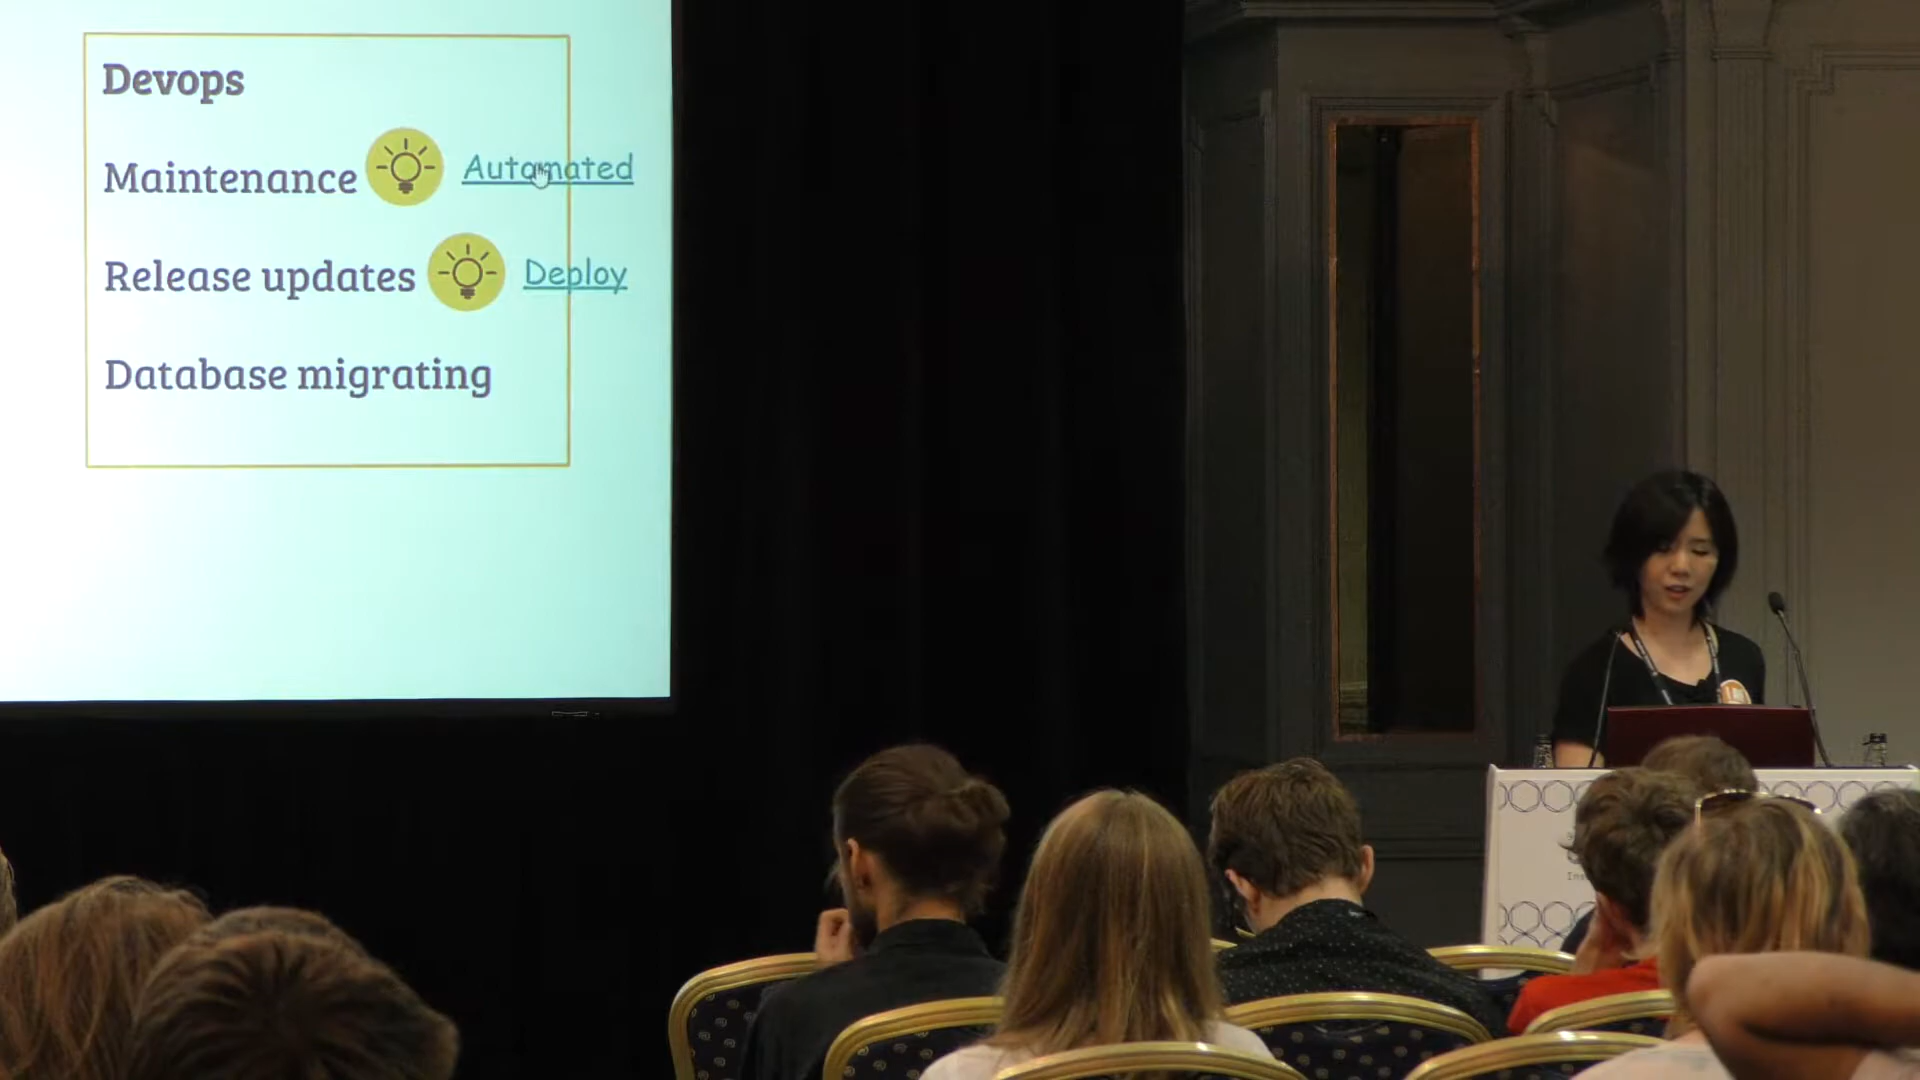 Devops
Maintenance Automated
Release updates Deploy
Database migrating